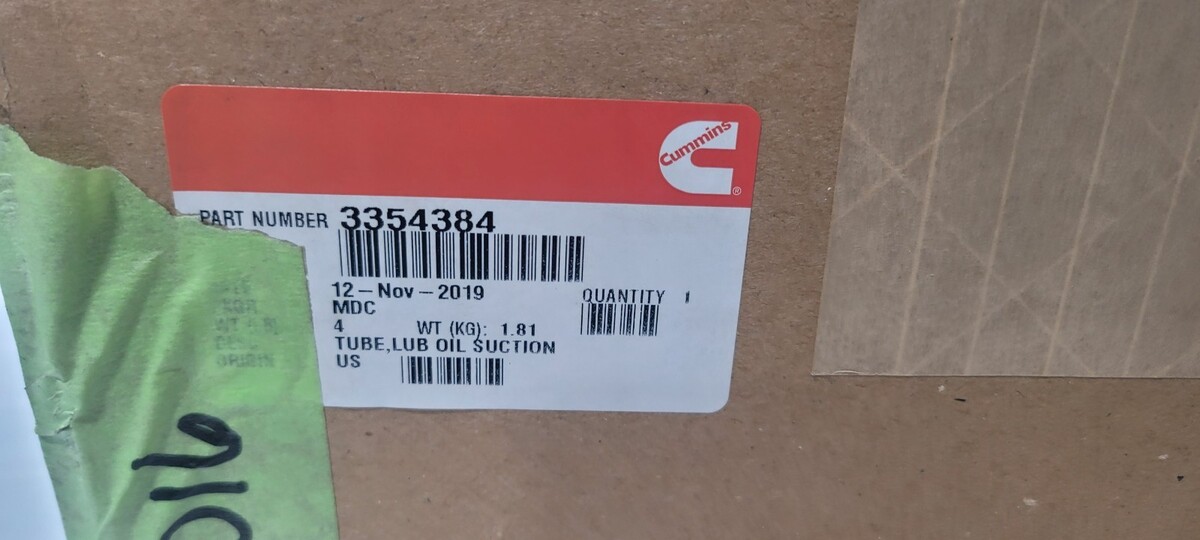 Cummins
®
PART NUMBER 3354384
12-Nov-2019
MDC
QUANTITY 1
4 WT (KG): 1.81
TUBE,LUB OIL SUCTION
US
ORIGIN